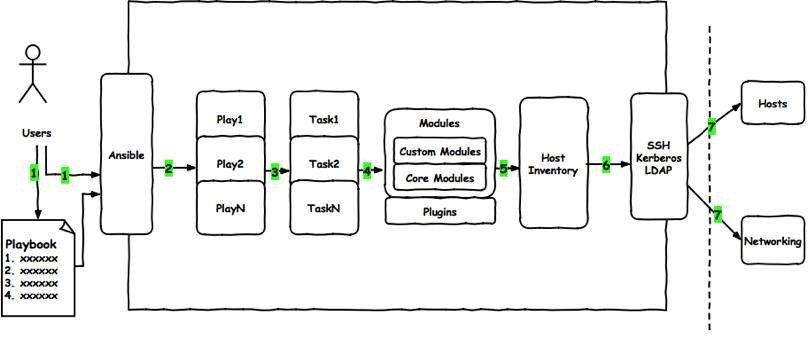 Users
1
1
Playbook
1. xxxxxx
2. xxxxxx
3. xxxxxx
4. xxxxxx
Ansible
2
Play1
Play2
PlayN
3
Task1
Task2
TaskN
4
Modules
Custom Modules
Core Modules
Plugins
5
Host
Inventory
6
SSH
Kerberos
LDAP
7
7
Hosts
Networking